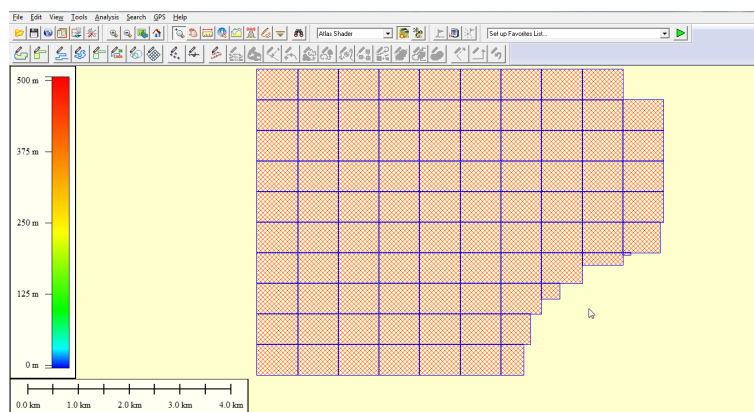 File Edit View Tools Analysis Search GPS Help
Atlas Shader Set up Favorites List...
500 m
375 m
250 m
125 m
0 m
0.0 km 1.0 km 2.0 km 3.0 km 4.0 km